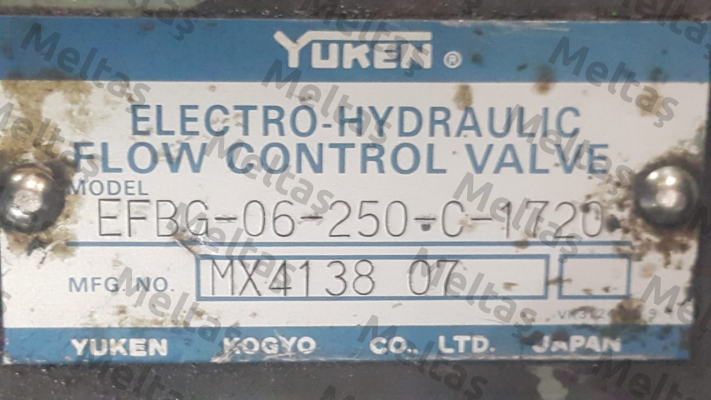 YUKEN ®
ELECTRO-HYDRAULIC
FLOW CONTROL VALVE
MODEL
EFBG-06-250-C-1720
MFG. NO. MX4138 07
YUKEN KOGYO CO., LTD. JAPAN
Meltaş